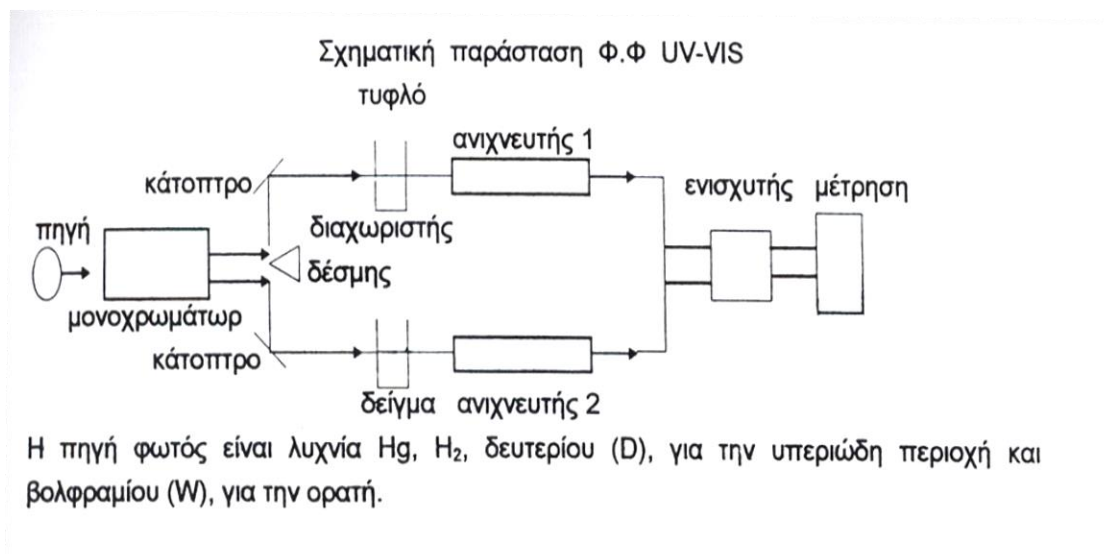 Σχηματική παράσταση Φ.Φ UV-VIS
τυφλό
ανιχνευτής 1
κάτοπτρο
ενισχυτής μέτρηση
πηγή
διαχωριστής
δέσμης
μονοχρωμάτωρ
κάτοπτρο
δείγμα ανιχνευτής 2
Η πηγή φωτός είναι λυχνία Hg, H₂, δευτερίου (D), για την υπεριώδη περιοχή και
βολφραμίου (W), για την ορατή.